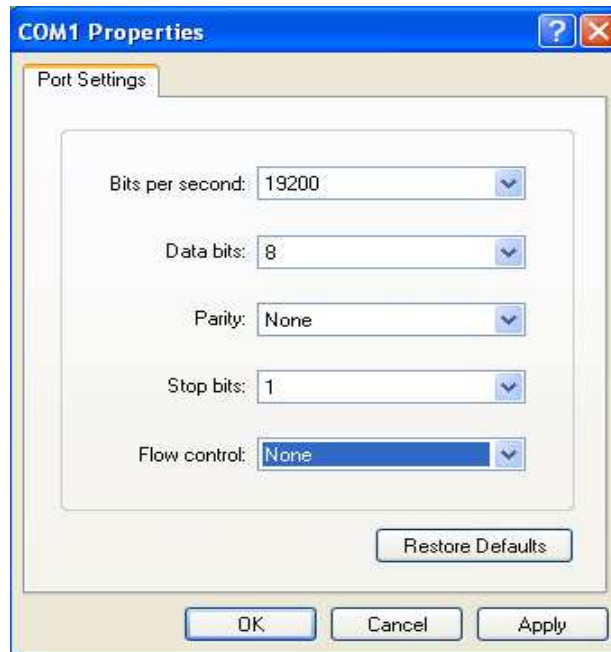 COM1 Properties
Port Settings
Bits per second: 19200
Data bits: 8
Parity: None
Stop bits: 1
Flow control: None
Restore Defaults
OK Cancel Apply